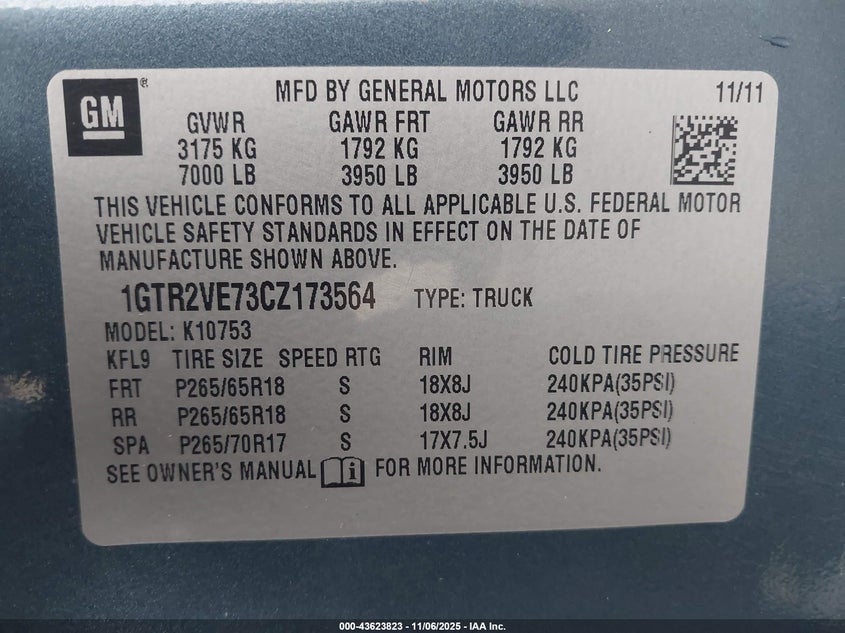 GM ® MFD BY GENERAL MOTORS LLC 11/11
GVWR GAWR FRT GAWR RR
3175 KG 1792 KG 1792 KG
7000 LB 3950 LB 3950 LB
THIS VEHICLE CONFORMS TO ALL APPLICABLE U.S. FEDERAL MOTOR
VEHICLE SAFETY STANDARDS IN EFFECT ON THE DATE OF
MANUFACTURE SHOWN ABOVE.
1GTR2VE73CZ173564 TYPE: TRUCK
MODEL: K10753
KFL9 TIRE SIZE SPEED RTG RIM COLD TIRE PRESSURE
FRT P265/65R18 S 18X8J 240KPA(35PSI)
RR P265/65R18 S 18X8J 240KPA(35PSI)
SPA P265/70R17 S 17X7.5J 240KPA(35PSI)
SEE OWNER'S MANUAL i FOR MORE INFORMATION.
000-43623823 - 11/06/2025 - IAA Inc.